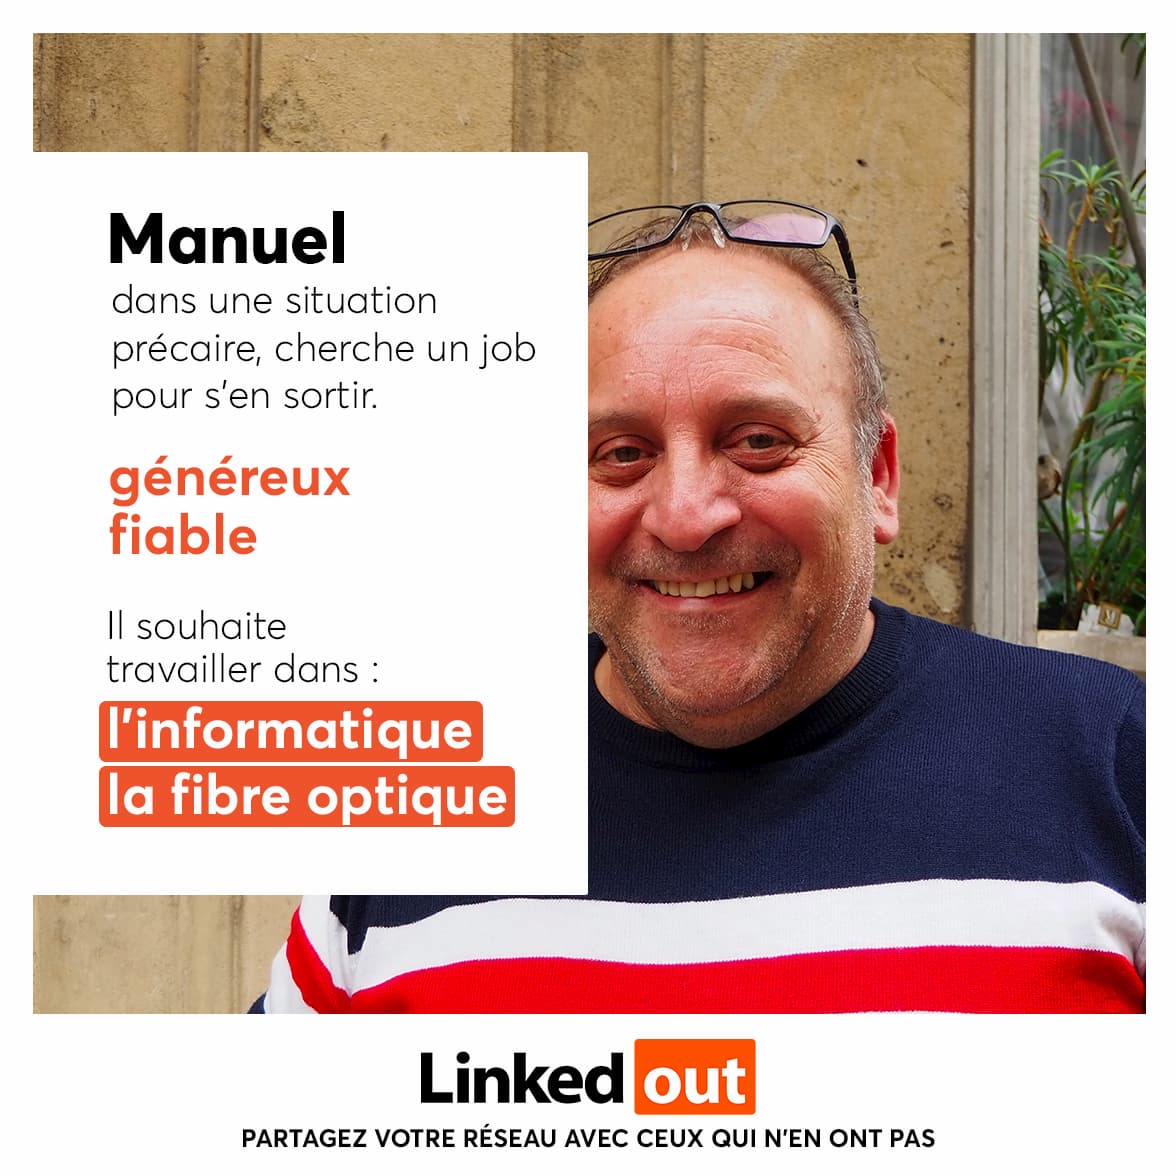 Manuel
dans une situation
précaire, cherche un job
pour s'en sortir.
généreux
fiable
Il souhaite
travailler dans :
l'informatique
la fibre optique
Linked out
PARTAGEZ VOTRE RÉSEAU AVEC CEUX QUI N'EN ONT PAS